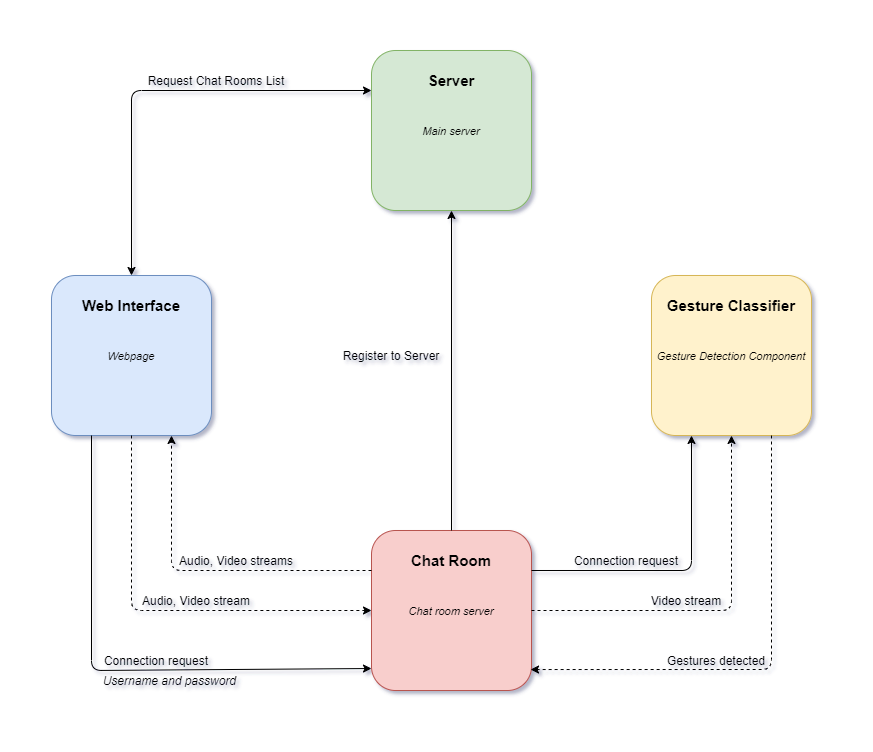 Request Chat Rooms List
Server
Main server
Web Interface
Webpage
Gesture Classifier
Gesture Detection Component
Register to Server
Audio, Video streams
Audio, Video stream
Connection request
Username and password
Chat Room
Chat room server
Connection request
Video stream
Gestures detected